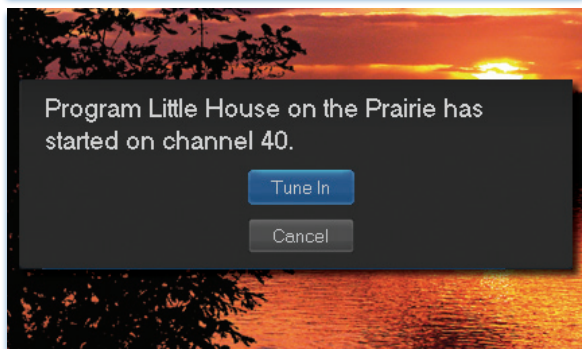 Program Little House on the Prairie has
started on channel 40.
Tune In
Cancel